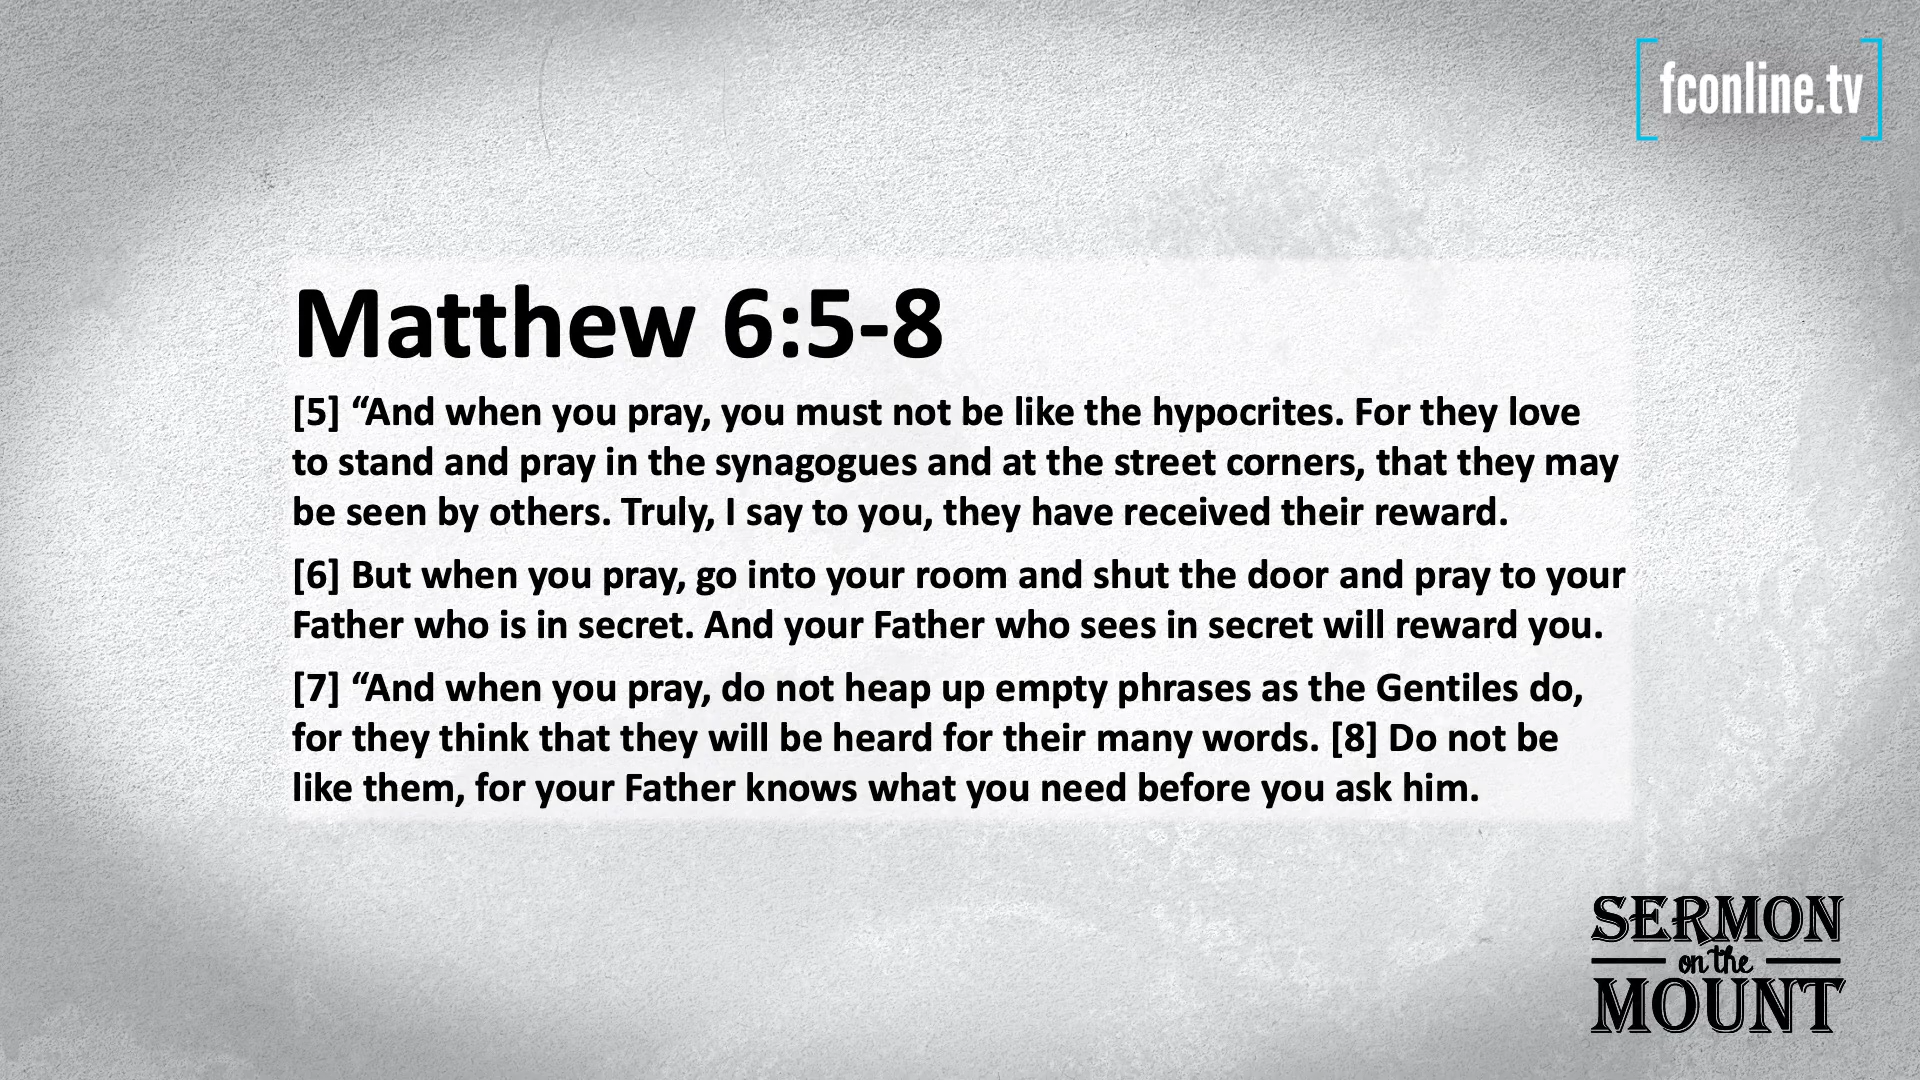 fconline.tv
Matthew 6:5-8
[5] “And when you pray, you must not be like the hypocrites. For they love
to stand and pray in the synagogues and at the street corners, that they may
be seen by others. Truly, I say to you, they have received their reward.
[6] But when you pray, go into your room and shut the door and pray to your
Father who is in secret. And your Father who sees in secret will reward you.
[7] “And when you pray, do not heap up empty phrases as the Gentiles do,
for they think that they will be heard for their many words. [8] Do not be
like them, for your Father knows what you need before you ask him.
SERMON
on the
MOUNT